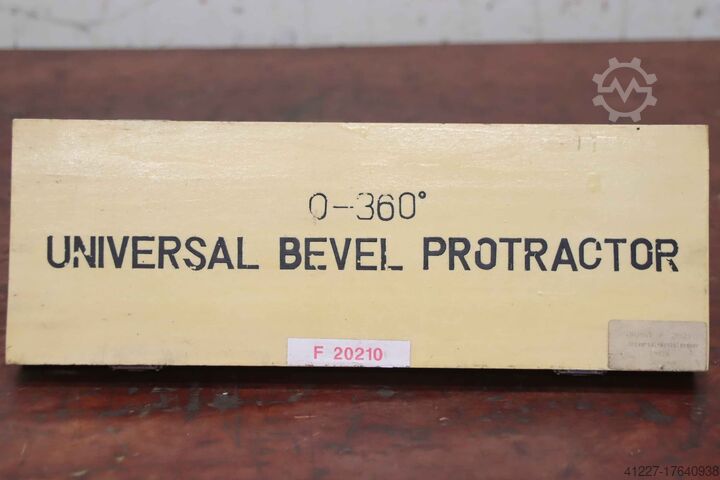 0-360°
UNIVERSAL BEVEL PROTRACTOR
F 20210
41227-17640938